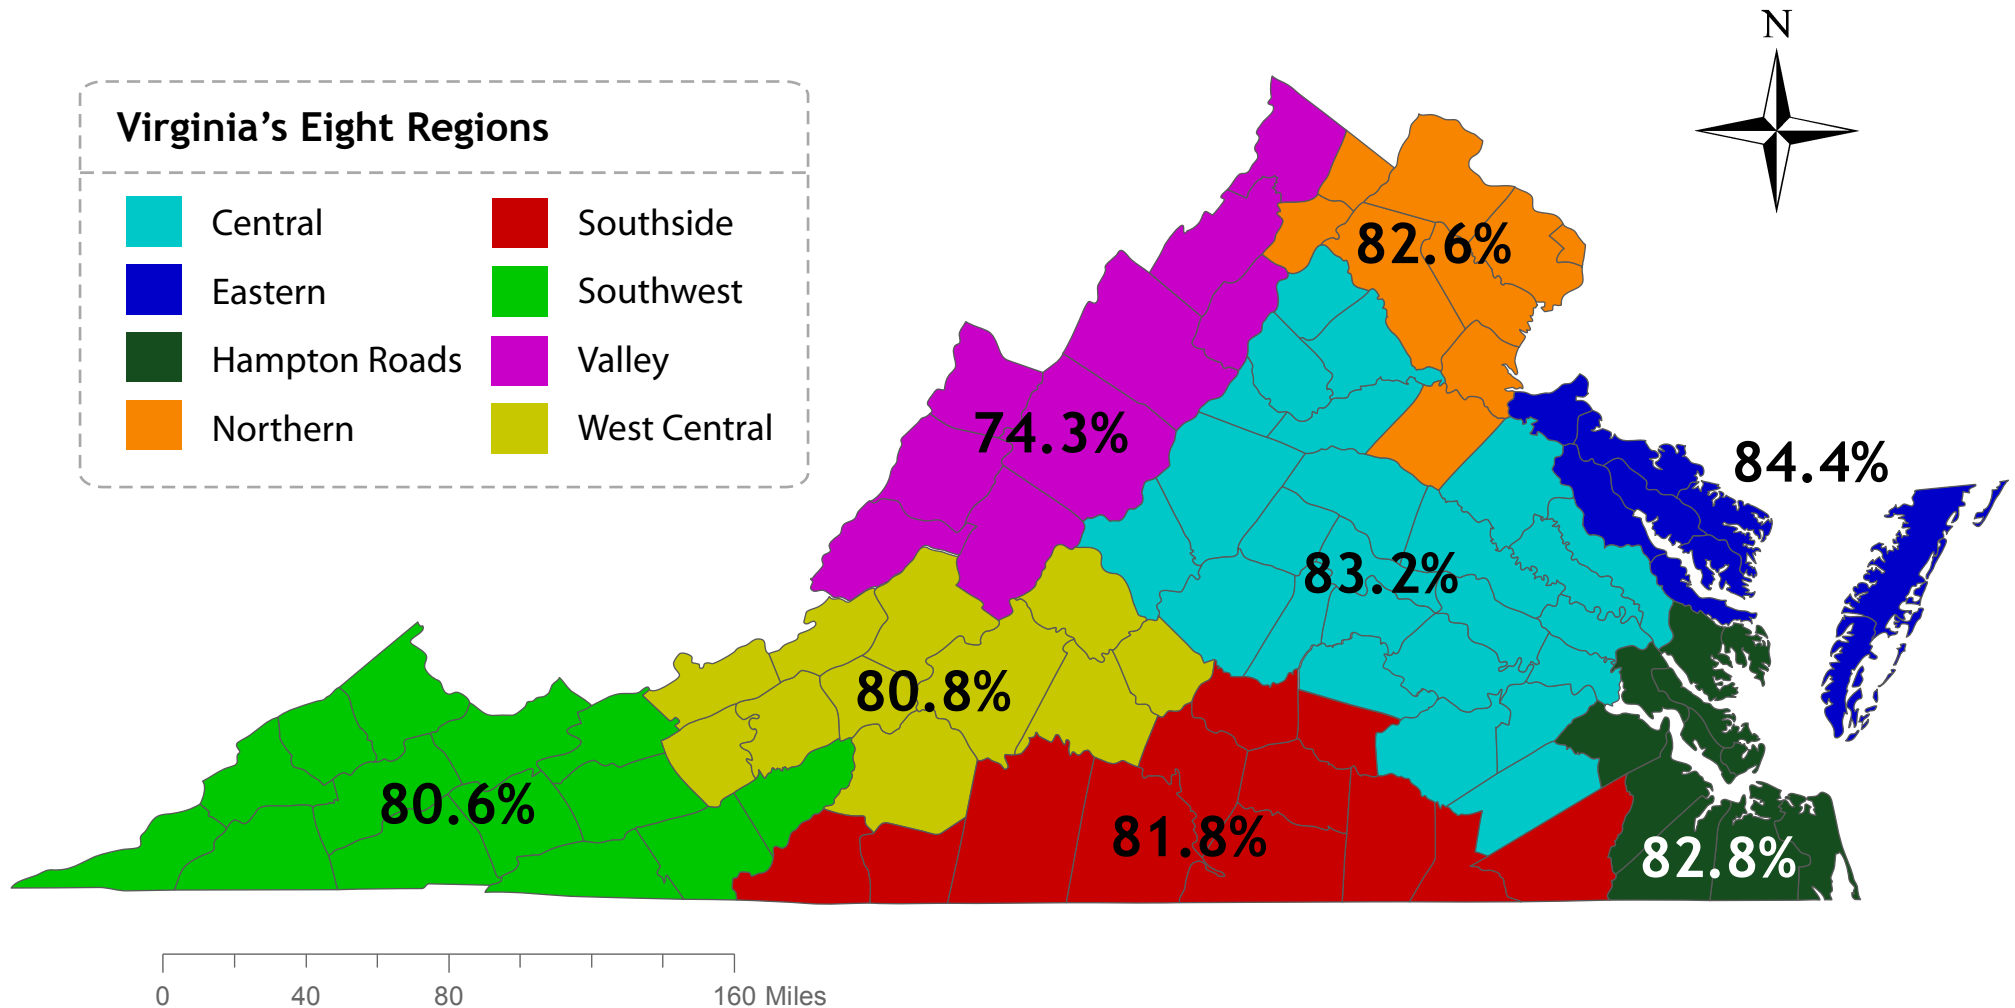 N
Virginia’s Eight Regions
Central
Eastern
Hampton Roads
Northern
Southside
Southwest
Valley
West Central
82.6%
74.3%
84.4%
83.2%
80.8%
80.6%
81.8%
82.8%
0 40 80 160 Miles